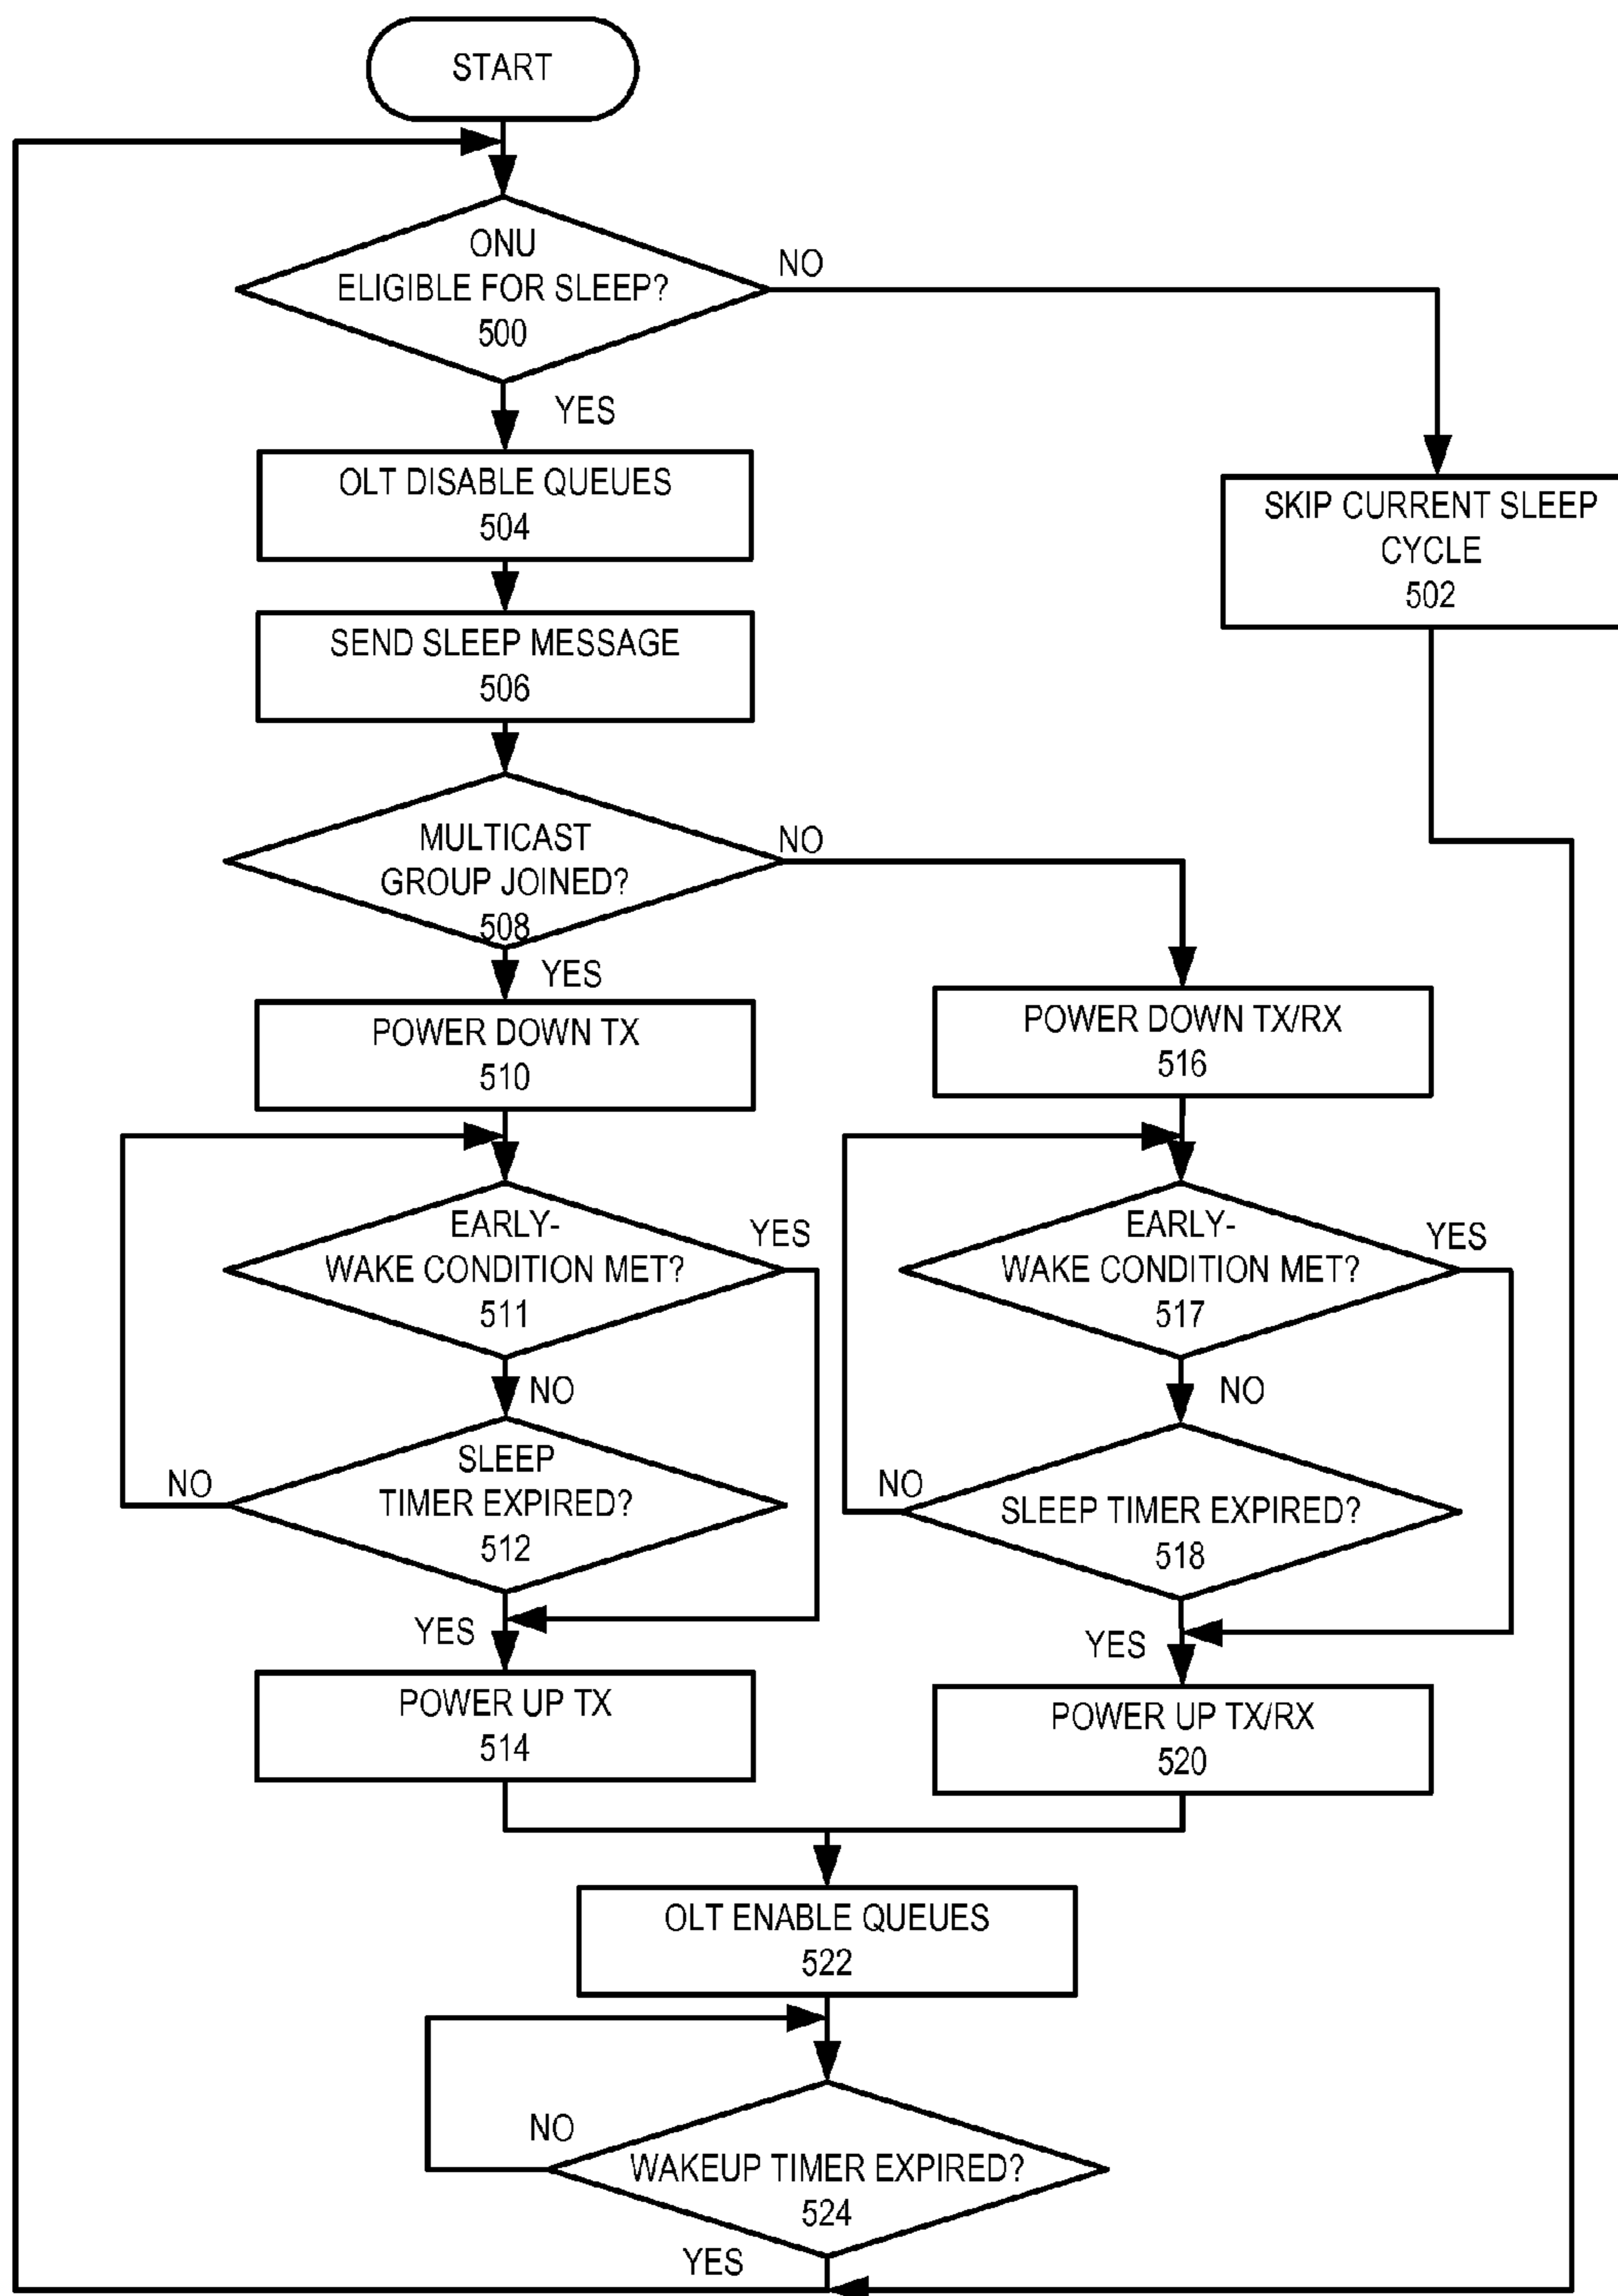 START
ONU
ELIGIBLE FOR SLEEP?
500
NO
YES
OLT DISABLE QUEUES
504
SKIP CURRENT SLEEP
CYCLE
502
SEND SLEEP MESSAGE
506
MULTICAST
GROUP JOINED?
508
NO
YES
POWER DOWN TX
510
POWER DOWN TX/RX
516
EARLY-
WAKE CONDITION MET?
511
YES
NO
EARLY-
WAKE CONDITION MET?
517
YES
NO
SLEEP
TIMER EXPIRED?
512
NO
YES
SLEEP TIMER EXPIRED?
518
NO
YES
POWER UP TX
514
POWER UP TX/RX
520
OLT ENABLE QUEUES
522
NO
WAKEUP TIMER EXPIRED?
524
YES